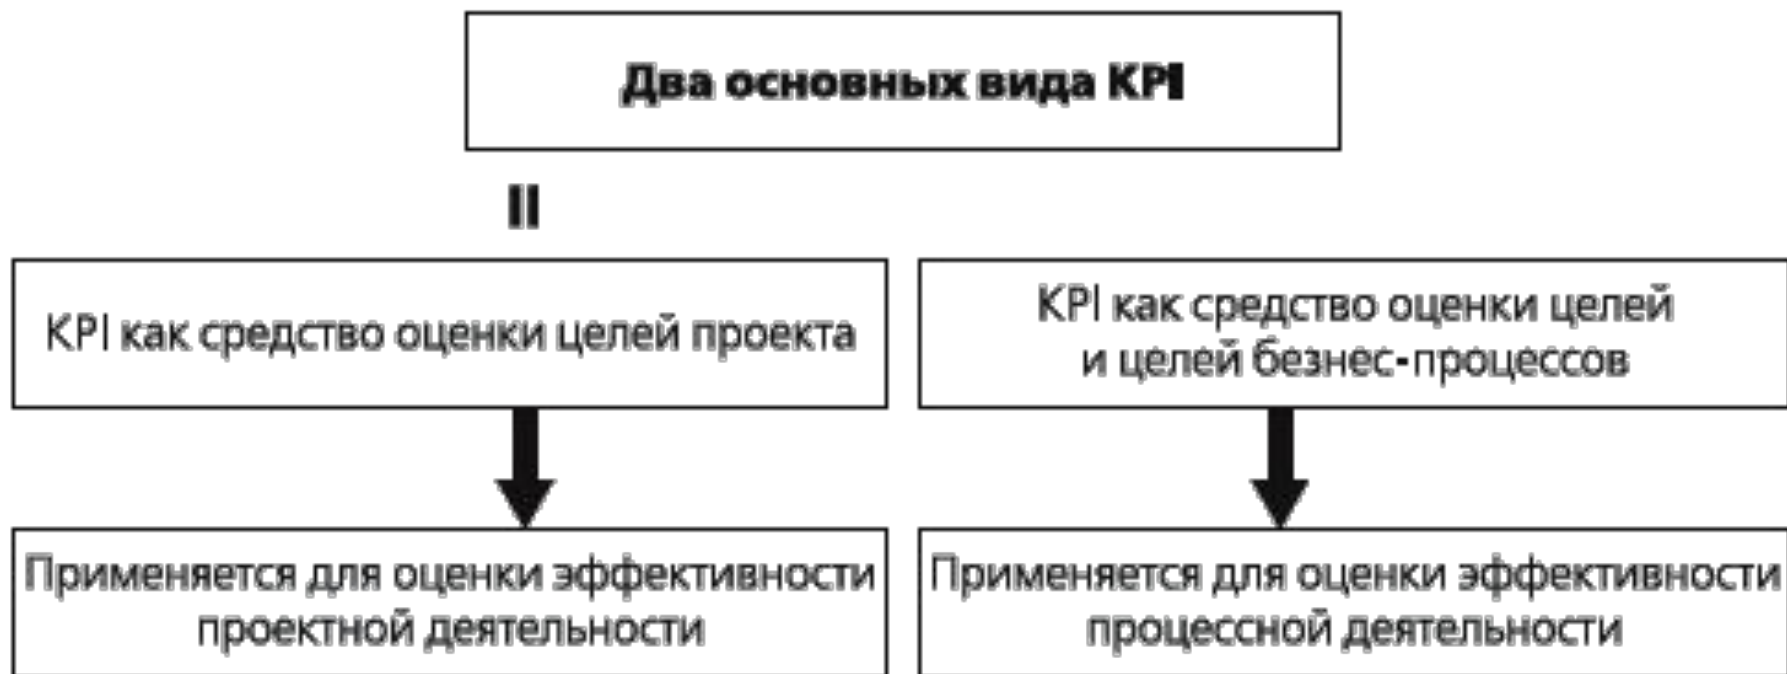 Два основных вида KPI
II
KPI как средство оценки целей проекта
KPI как средство оценки целей
и целей безнес-процессов
Применяется для оценки эффективности
проектной деятельности
Применяется для оценки эффективности
процессной деятельности